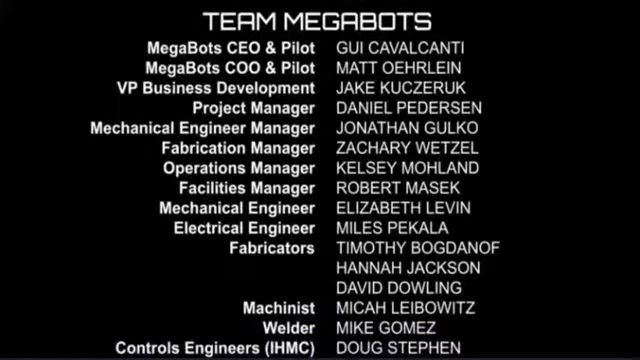 TEAM MEGABOTS
MegaBots CEO & Pilot GUI CAVALCANTI
MegaBots COO & Pilot MATT OEHRLEIN
VP Business Development JAKE KUCZERUK
Project Manager DANIEL PEDERSEN
Mechanical Engineer Manager JONATHAN GULKO
Fabrication Manager ZACHARY WETZEL
Operations Manager KELSEY MOHLAND
Facilities Manager ROBERT MASEK
Mechanical Engineer ELIZABETH LEVIN
Electrical Engineer MILES PEKALA
Fabricators TIMOTHY BOGDANOF
HANNAH JACKSON
DAVID DOWLING
Machinist MICAH LEIBOWITZ
Welder MIKE GOMEZ
Controls Engineers (IHMC) DOUG STEPHEN